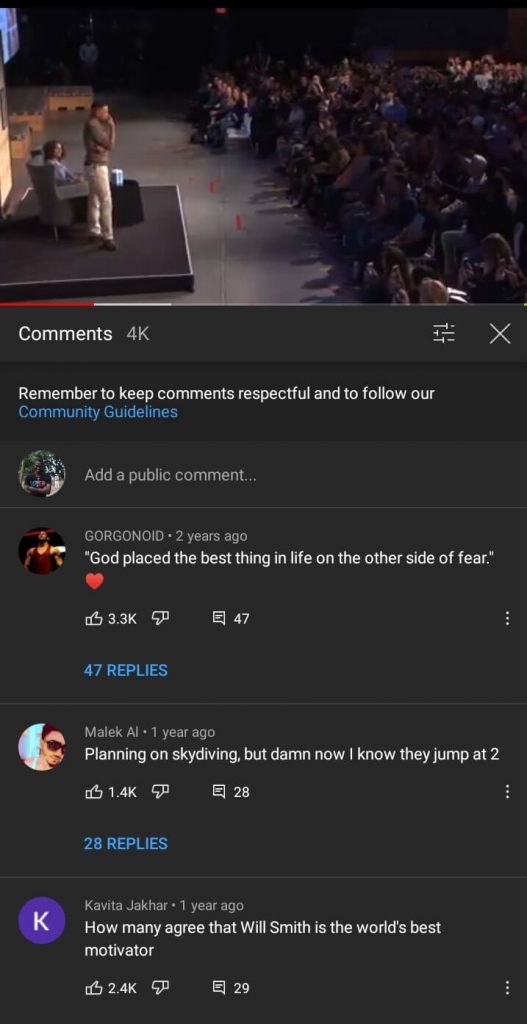 Comments 4K
Remember to keep comments respectful and to follow our
Community Guidelines
Add a public comment...
GORGONOID • 2 years ago
"God placed the best thing in life on the other side of fear."
♥️
3.3K 47
47 REPLIES
Malek Al • 1 year ago
Planning on skydiving, but damn now I know they jump at 2
1.4K 28
28 REPLIES
K
Kavita Jakhar • 1 year ago
How many agree that Will Smith is the world's best
motivator
2.4K 29